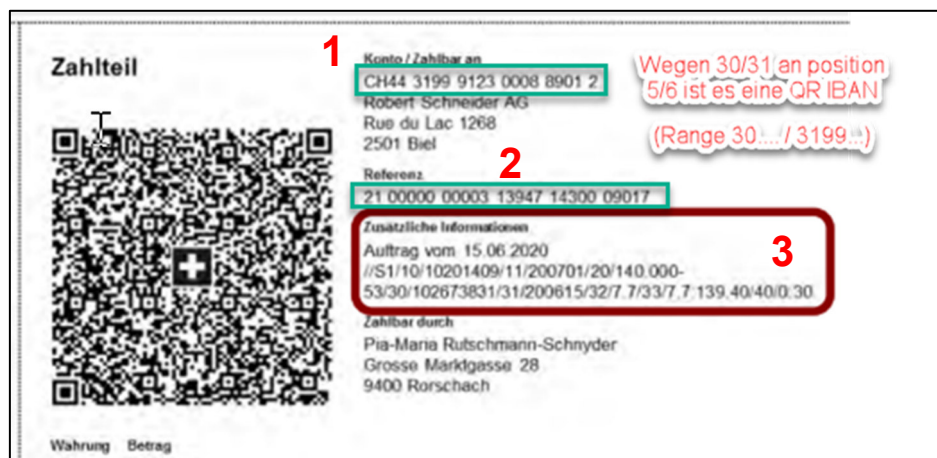 Zahlteil
1
Konto / Zahlbar an
CH44 3199 9123 0008 8901 2
Robert Schneider AG
Rue du Lac 1268
2501 Biel
Wegen 30/31 an position
5/6 ist es eine QR IBAN
(Range 30.... / 3199...)
2
Referenz
21 00000 00003 13947 14300 09017
Zusätzliche Informationen
Auftrag vom 15.06.2020
3
//S1/10/10201409/11/200701/20/140.000-
53/30/102673831/31/200615/32/7.7/33/7.7:139.40/40/0:30
Zahlbar durch
Pia-Maria Rutschmann-Schnyder
Grosse Marktgasse 28
9400 Rorschach
Währung Betrag